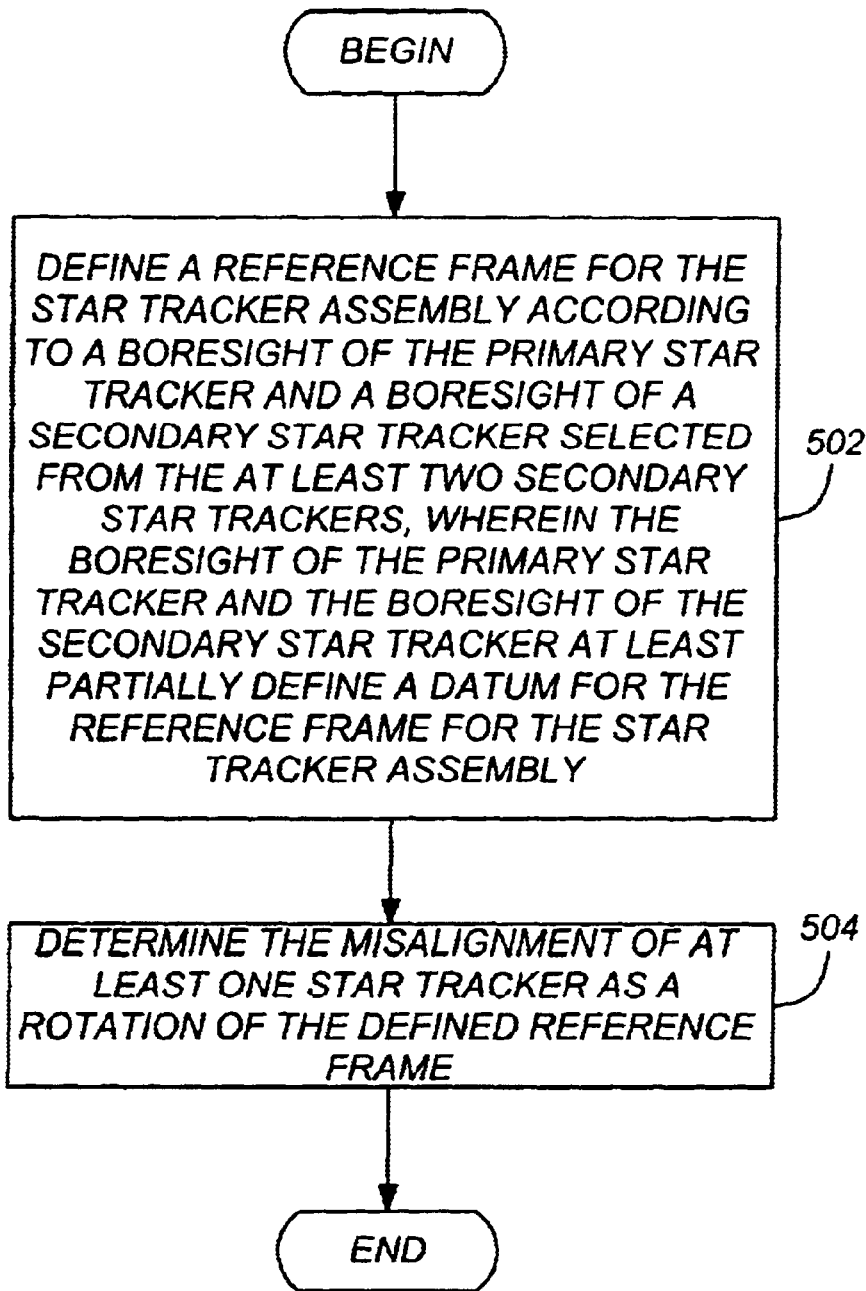 BEGIN
DEFINE A REFERENCE FRAME FOR THE
STAR TRACKER ASSEMBLY ACCORDING
TO A BORESIGHT OF THE PRIMARY STAR
TRACKER AND A BORESIGHT OF A
SECONDARY STAR TRACKER SELECTED
FROM THE AT LEAST TWO SECONDARY
STAR TRACKERS, WHEREIN THE
BORESIGHT OF THE PRIMARY STAR
TRACKER AND THE BORESIGHT OF THE
SECONDARY STAR TRACKER AT LEAST
PARTIALLY DEFINE A DATUM FOR THE
REFERENCE FRAME FOR THE STAR
TRACKER ASSEMBLY
502
DETERMINE THE MISALIGNMENT OF AT
LEAST ONE STAR TRACKER AS A
ROTATION OF THE DEFINED REFERENCE
FRAME
504
END